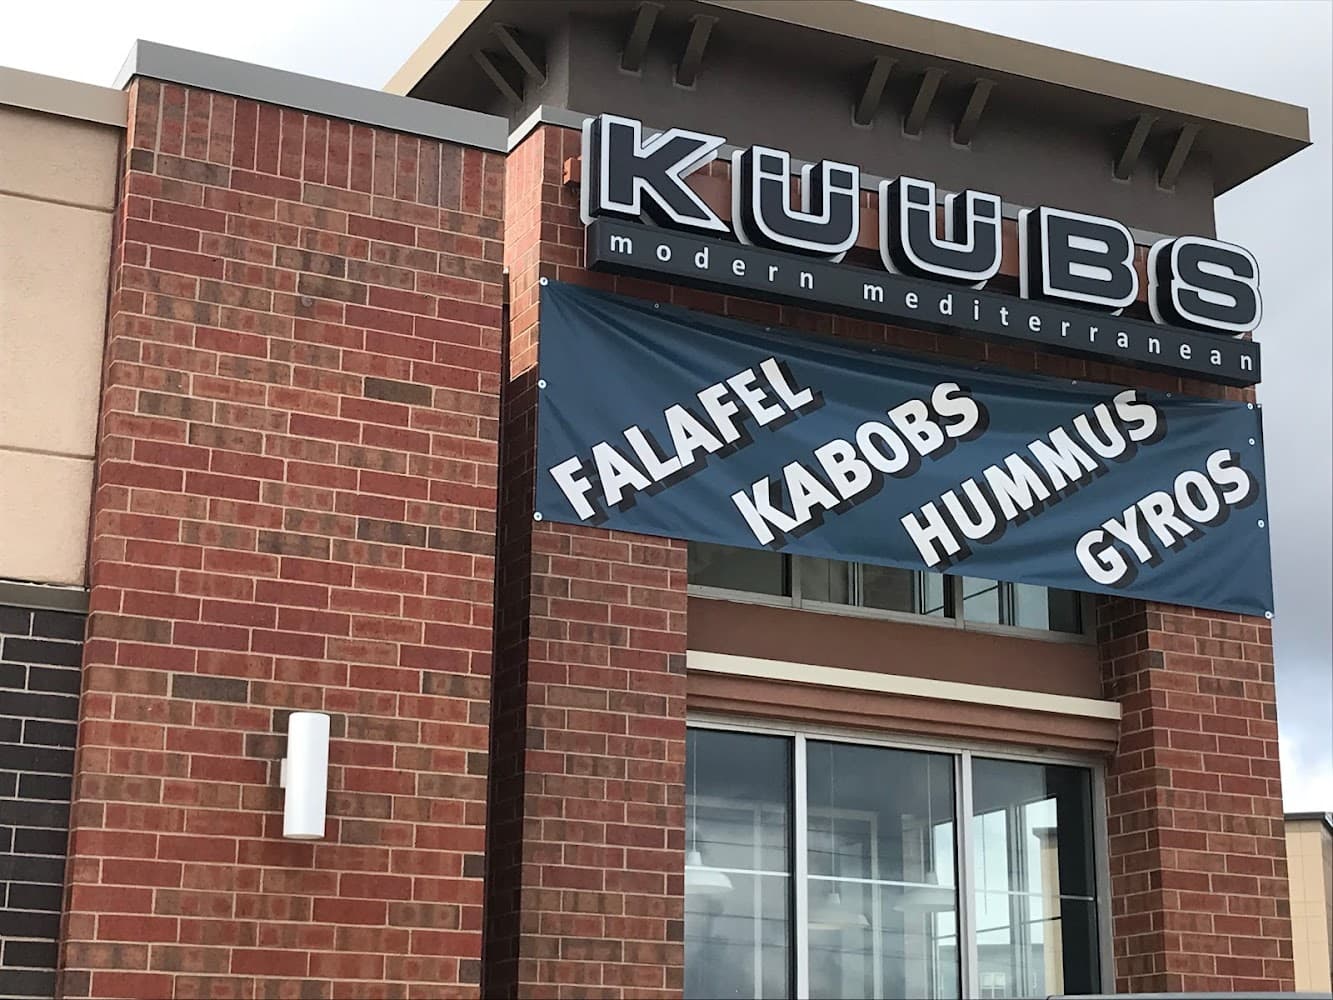 KÜÜBS
modern mediterranean
FALAFEL
KABOBS
HUMMUS
GYROS